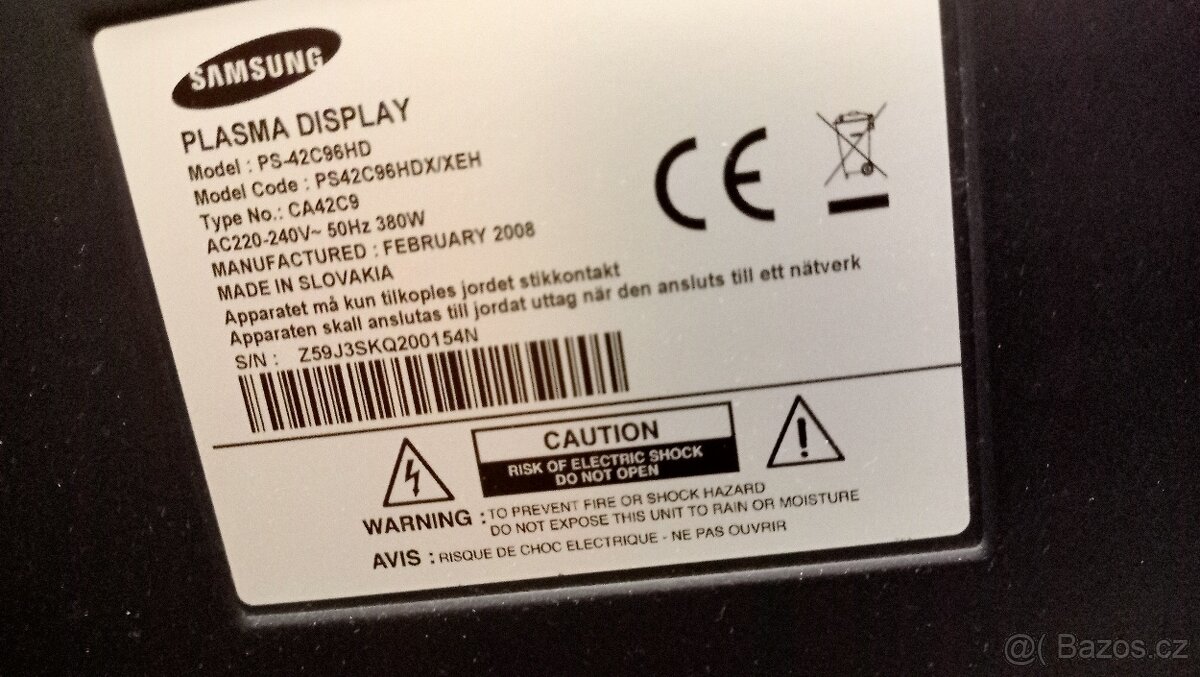 SAMSUNG
PLASMA DISPLAY
Model : PS-42C96HD
Model Code : PS42C96HDX/XEH
Type No.: CA42C9
AC220-240V~ 50Hz 380W
MANUFACTURED : FEBRUARY 2008
MADE IN SLOVAKIA
Apparatet må kun tilkoples jordet stikkontakt
Apparaten skall anslutas till jordat uttag när den ansluts till ett nätverk
S/N : Z59J3SKQ200154N
CE
CAUTION
RISK OF ELECTRIC SHOCK
DO NOT OPEN
WARNING : TO PREVENT FIRE OR SHOCK HAZARD
DO NOT EXPOSE THIS UNIT TO RAIN OR MOISTURE
AVIS : RISQUE DE CHOC ELECTRIQUE - NE PAS OUVRIR
@( Bazos.cz